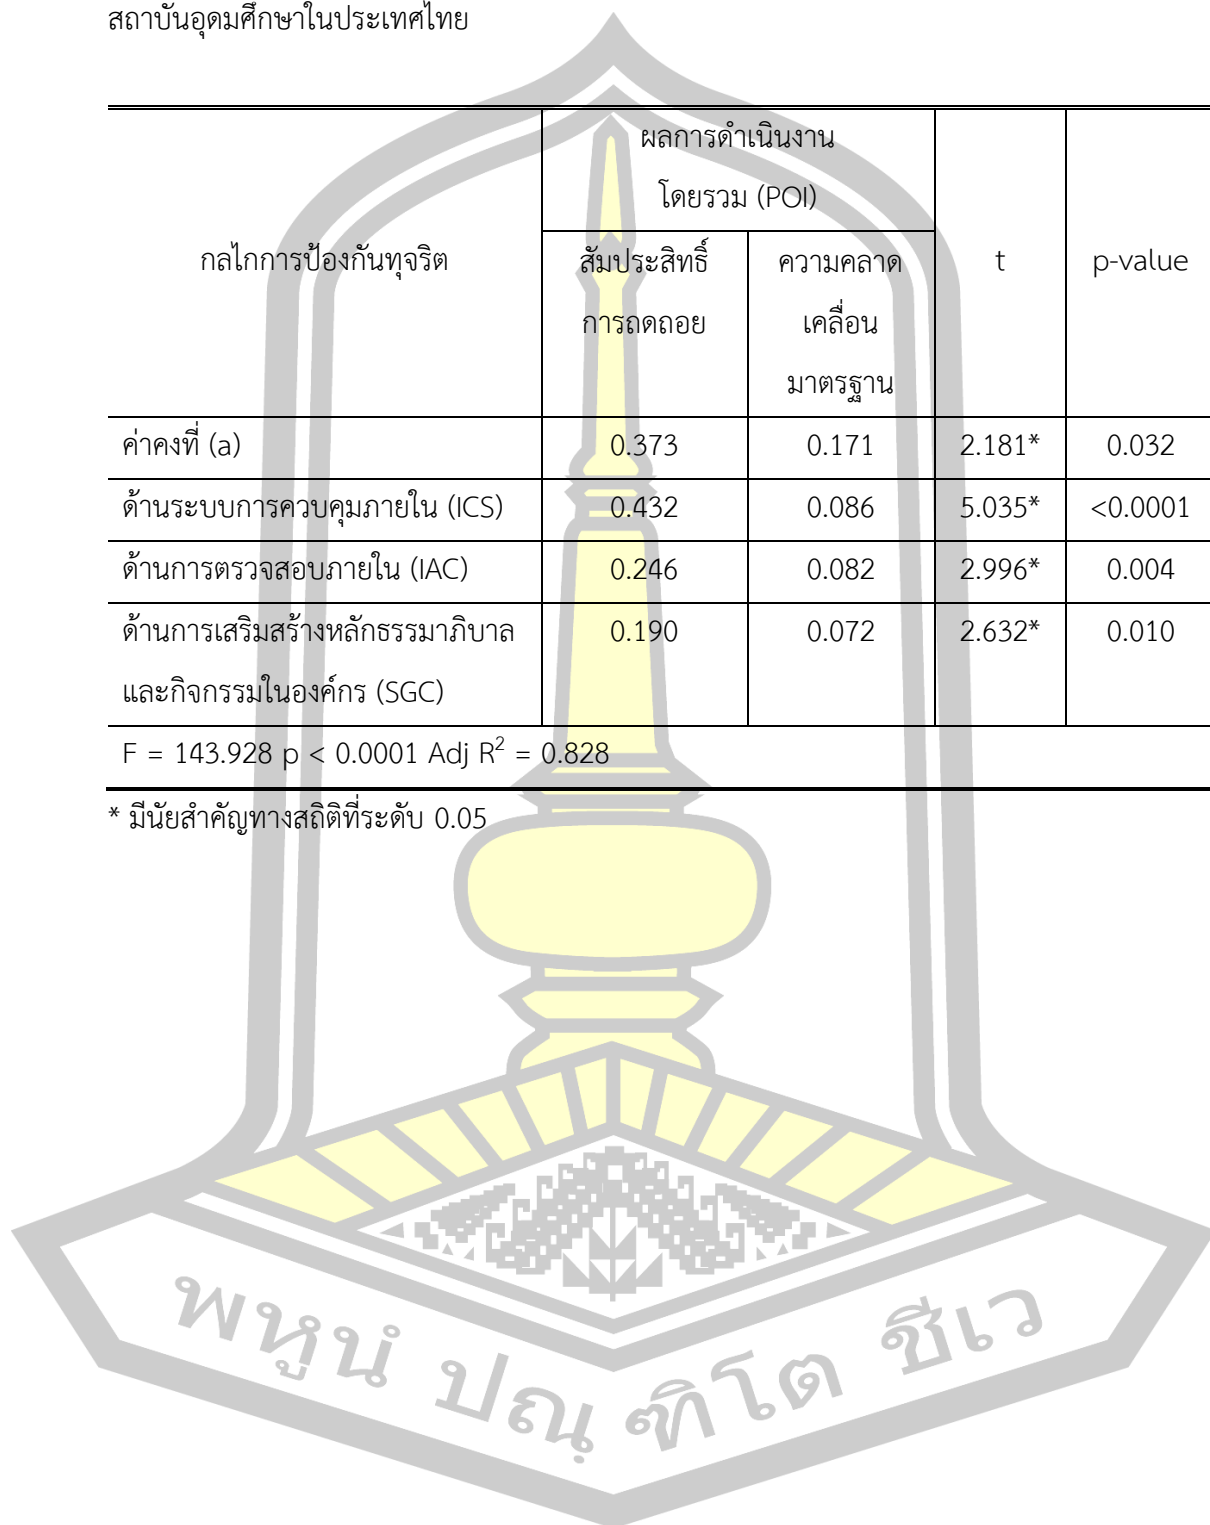 สถาบันอุดมศึกษาในประเทศไทย
ผลการดำเนินงาน
โดยรวม (POI)
กลไกการป้องกันทุจริต
สัมประสิทธิ์
การถดถอย
ความคลาด
เคลื่อน
มาตรฐาน
t
p-value
ค่าคงที่ (a) 0.373 0.171 2.181* 0.032
ด้านระบบการควบคุมภายใน (ICS) 0.432 0.086 5.035* <0.0001
ด้านการตรวจสอบภายใน (IAC) 0.246 0.082 2.996* 0.004
ด้านการเสริมสร้างหลักธรรมาภิบาล 0.190 0.072 2.632* 0.010
และกิจกรรมในองค์กร (SGC)
F = 143.928 p < 0.0001 Adj R² = 0.828
* มีนัยสำคัญทางสถิติที่ระดับ 0.05
พหูนํ ปณฺฑิโต ชีเว